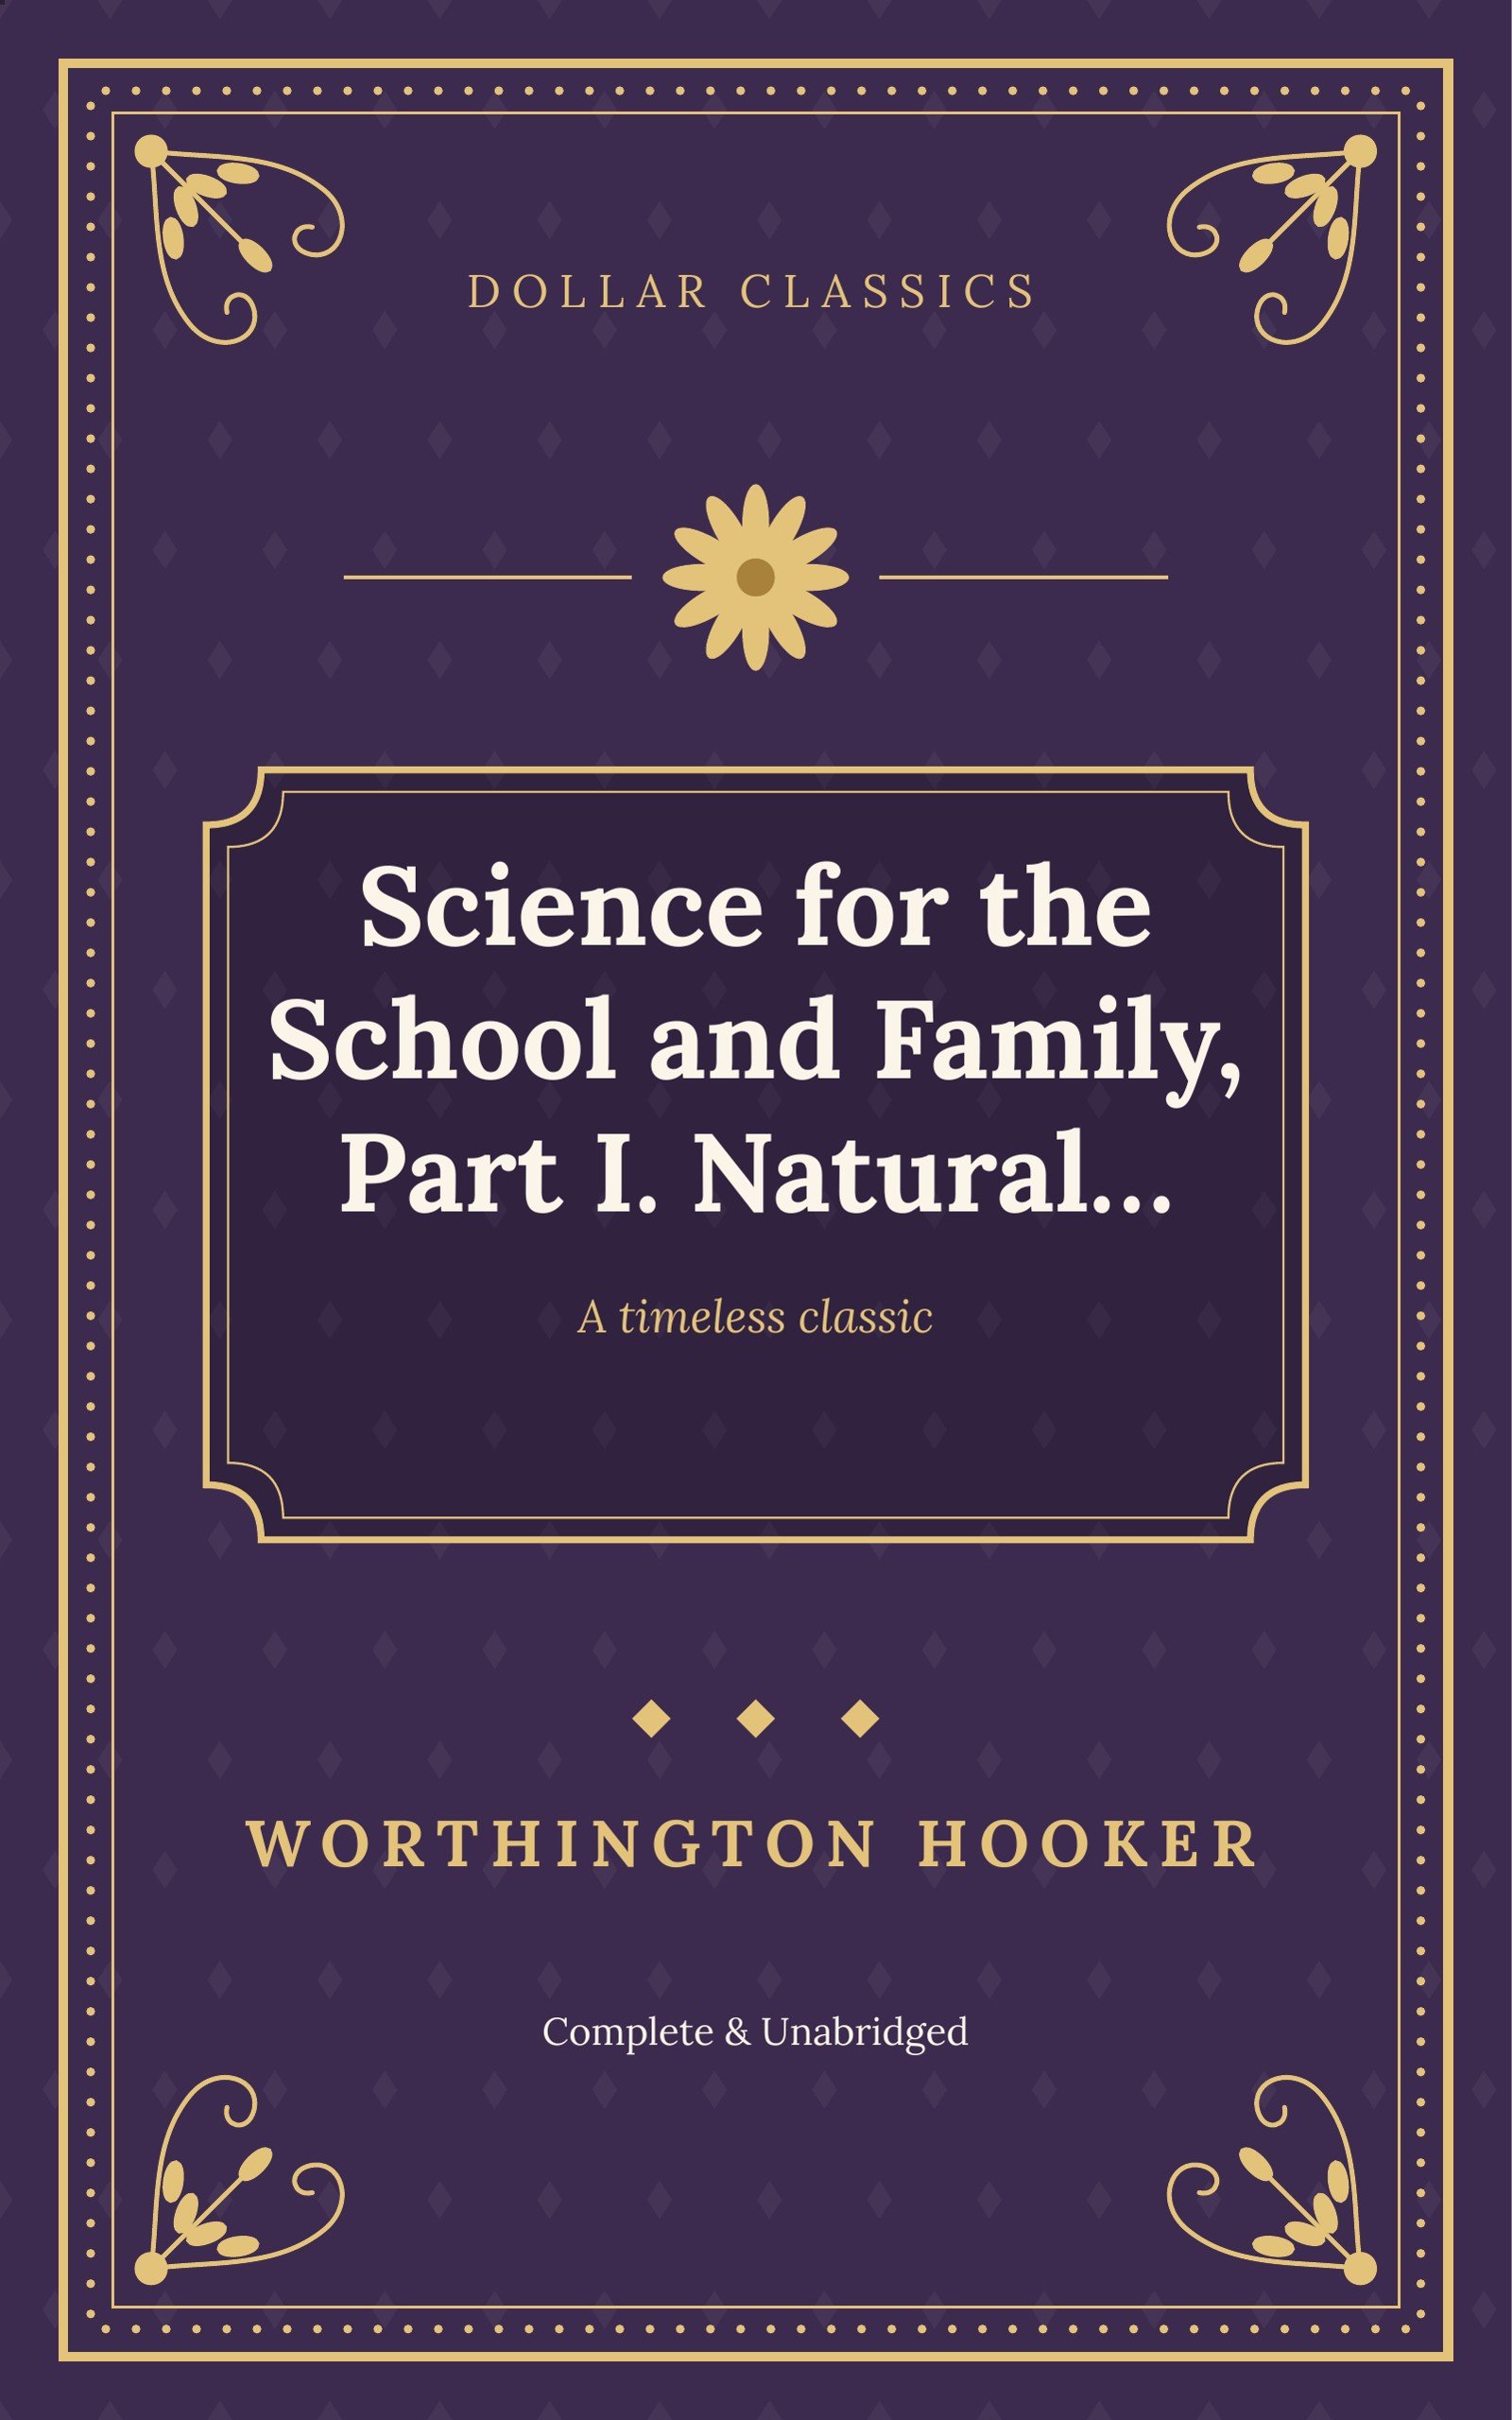 DOLLAR CLASSICS
Science for the
School and Family,
Part I. Natural...
A timeless classic
WORTHINGTON HOOKER
Complete & Unabridged